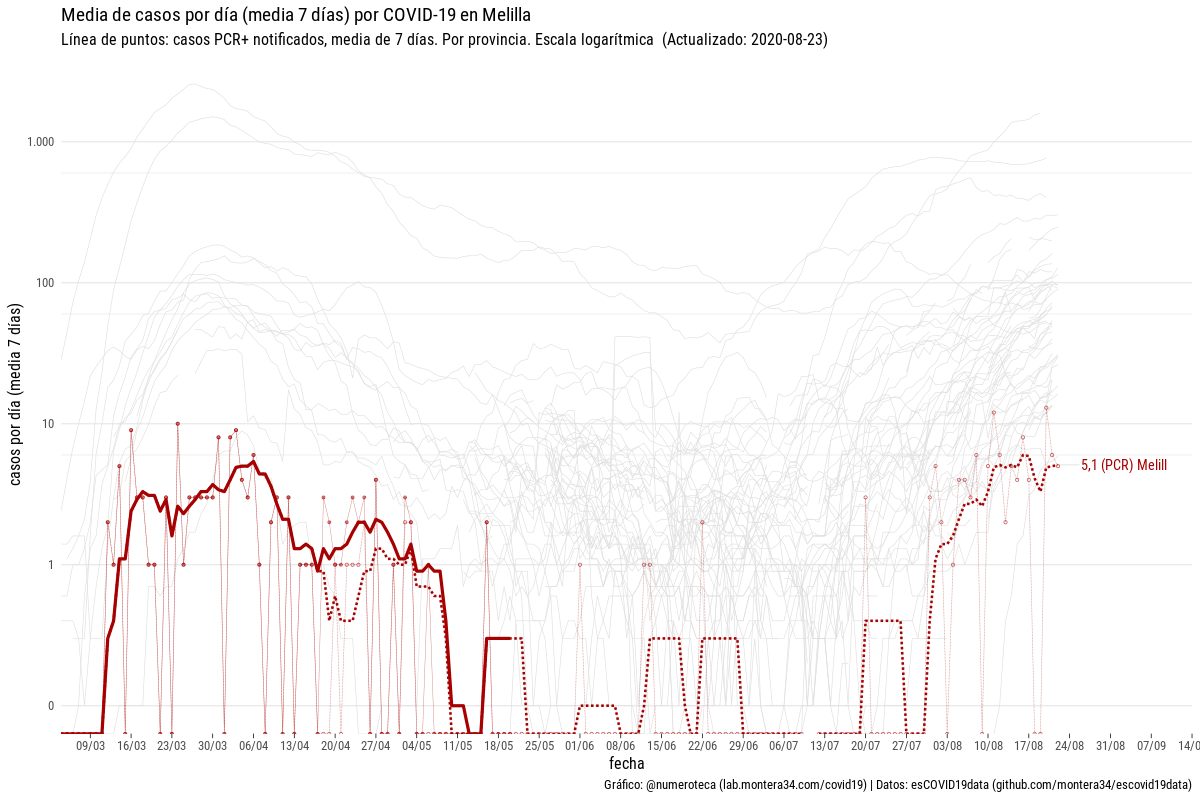 Media de casos por día (media 7 días) por COVID-19 en Melilla
Línea de puntos: casos PCR+ notificados, media de 7 días. Por provincia. Escala logarítmica  (Actualizado: 2020-08-23)
casos por día (media 7 días)
1.000
100
10
1
0
5,1 (PCR) Melill
09/03 16/03 23/03 30/03 06/04 13/04 20/04 27/04 04/05 11/05 18/05 25/05 01/06 08/06 15/06 22/06 29/06 06/07 13/07 20/07 27/07 03/08 10/08 17/08 24/08 31/08 07/09 14/0
fecha
Gráfico: @numeroteca (lab.montera34.com/covid19) | Datos: esCOVID19data (github.com/montera34/escovid19data)